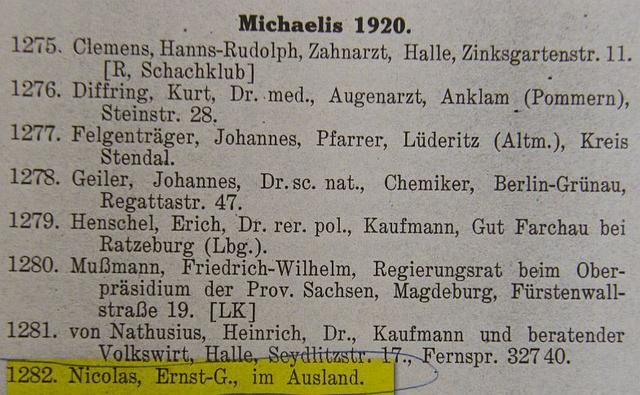 Michaelis 1920.
1275. Clemens, Hanns-Rudolph, Zahnarzt, Halle, Zinksgartenstr. 11.
[R, Schachklub]
1276. Diffring, Kurt, Dr. med., Augenarzt, Anklam (Pommern),
Steinstr. 28.
1277. Felgenträger, Johannes, Pfarrer, Lüderitz (Altm.), Kreis
Stendal.
1278. Geiler, Johannes, Dr. sc. nat., Chemiker, Berlin-Grünau,
Regattastr. 47.
1279. Henschel, Erich, Dr. rer. pol., Kaufmann, Gut Farchau bei
Ratzeburg (Lbg.).
1280. Mußmann, Friedrich-Wilhelm, Regierungsrat beim Ober-
präsidium der Prov. Sachsen, Magdeburg, Fürstenwall-
straße 19. [LK]
1281. von Nathusius, Heinrich, Dr., Kaufmann und beratender
Volkswirt, Halle, Seydlitzstr. 17., Fernspr. 327 40.
1282. Nicolas, Ernst-G., im Ausland.